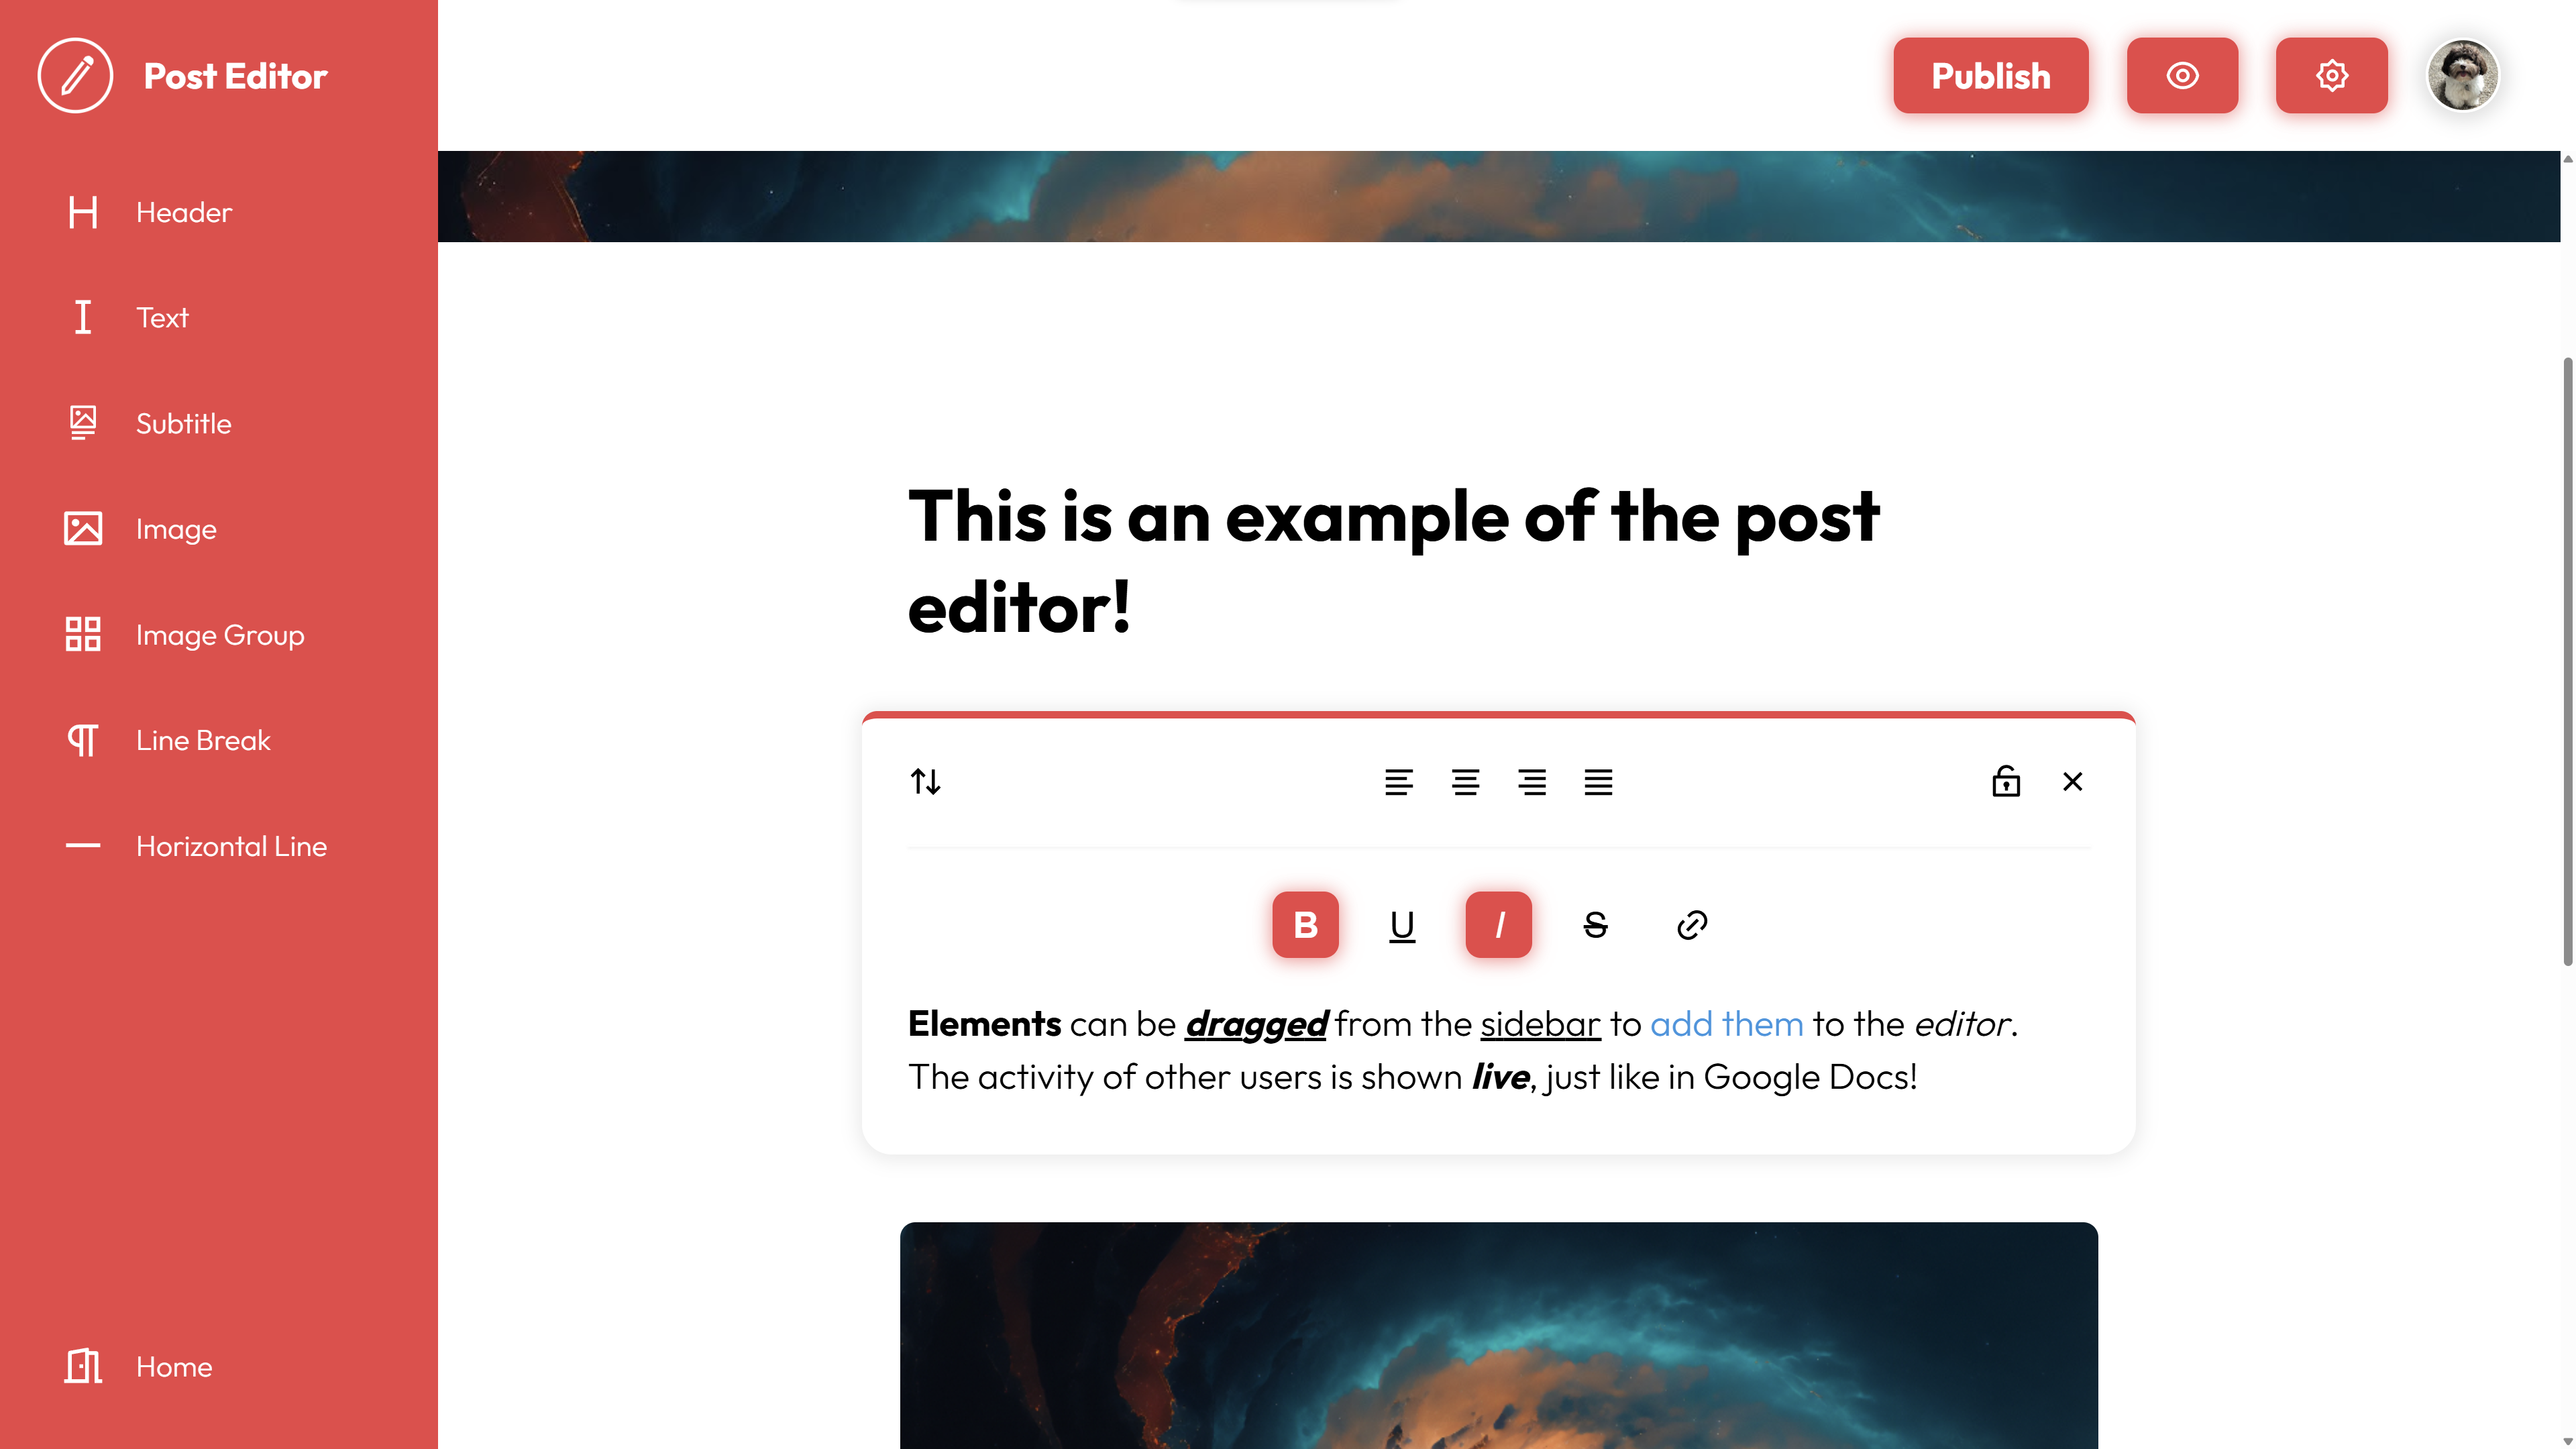 Post Editor
Publish
Header
Text
Subtitle
Image
Image Group
Line Break
Horizontal Line
Home
This is an example of the post
editor!
B U I S
Elements can be dragged from the sidebar to add them to the editor.
The activity of other users is shown live, just like in Google Docs!